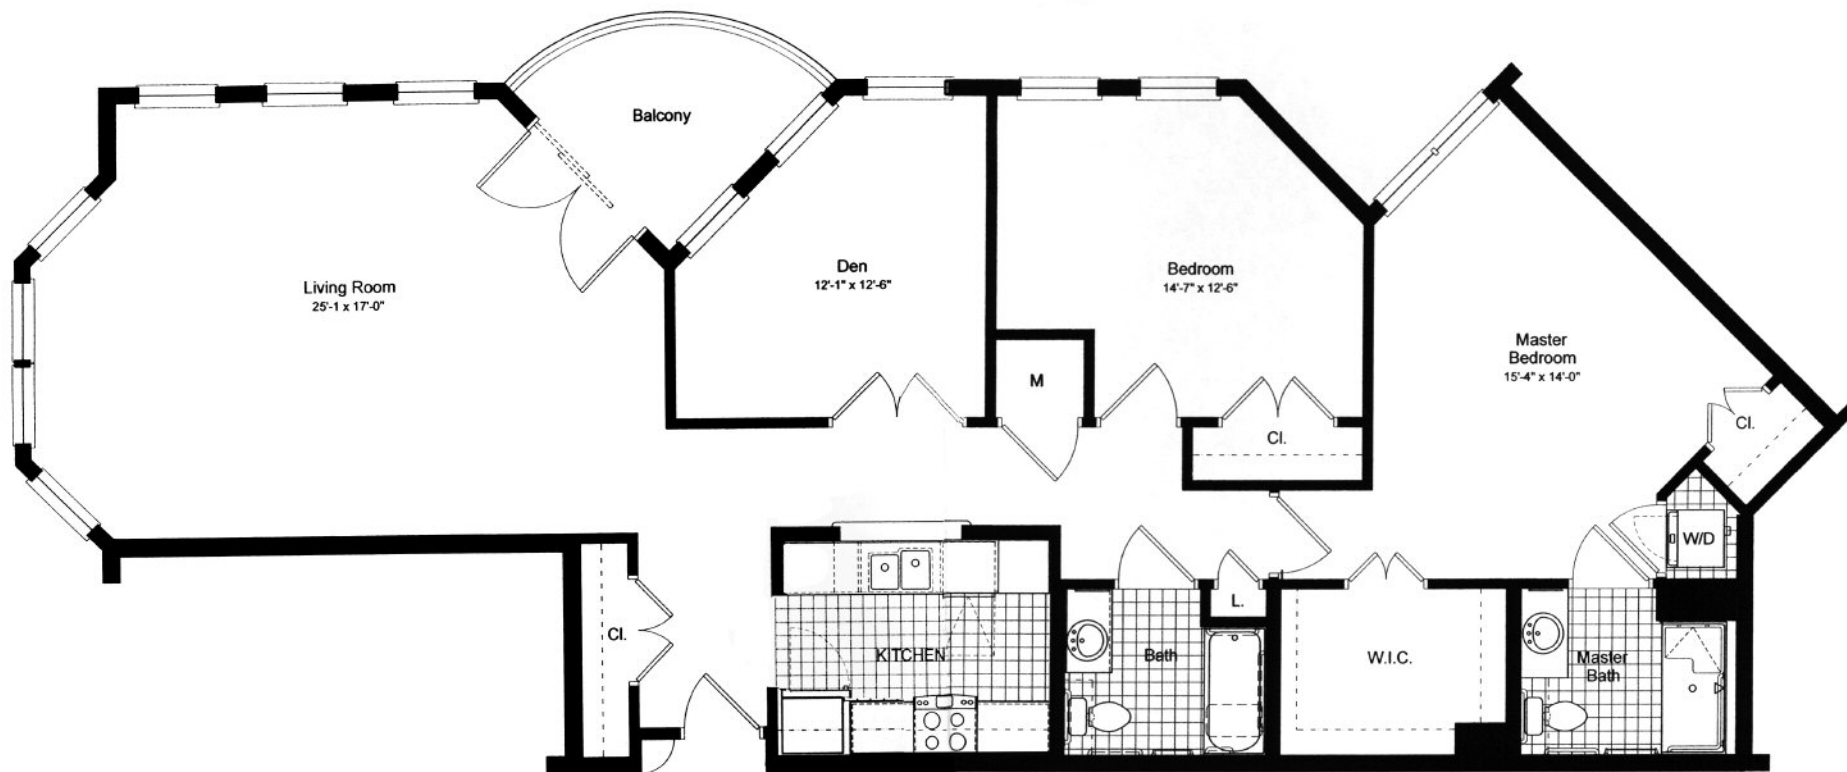 Balcony
Living Room
25'-1 x 17'-0"
Den
12'-1" x 12'-6"
Bedroom
14'-7" x 12'-6"
Master
Bedroom
15'-4" x 14'-0"
M
Cl.
Cl.
W/D
Cl.
KITCHEN
Bath
L.
W.I.C.
Master
Bath